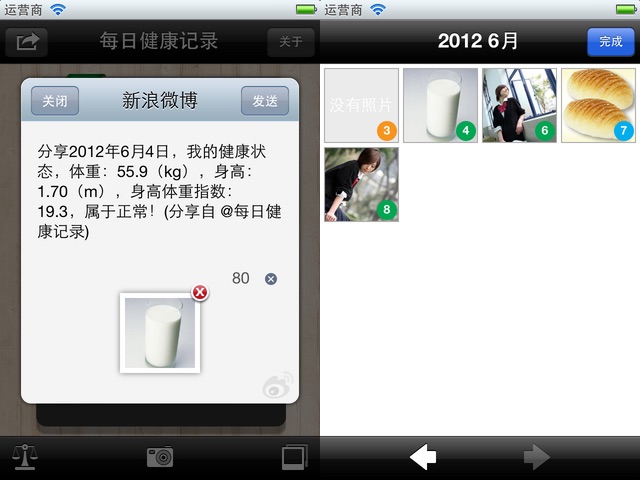 运营商
每日健康记录
关于
关闭
新浪微博
发送
分享2012年6月4日，我的健康状
态，体重：55.9（kg），身高：
1.70（m），身高体重指数：
19.3，属于正常！(分享自 @每日健
康记录)
80
运营商
2012 6月
完成
没有照片
3
4
6
7
8